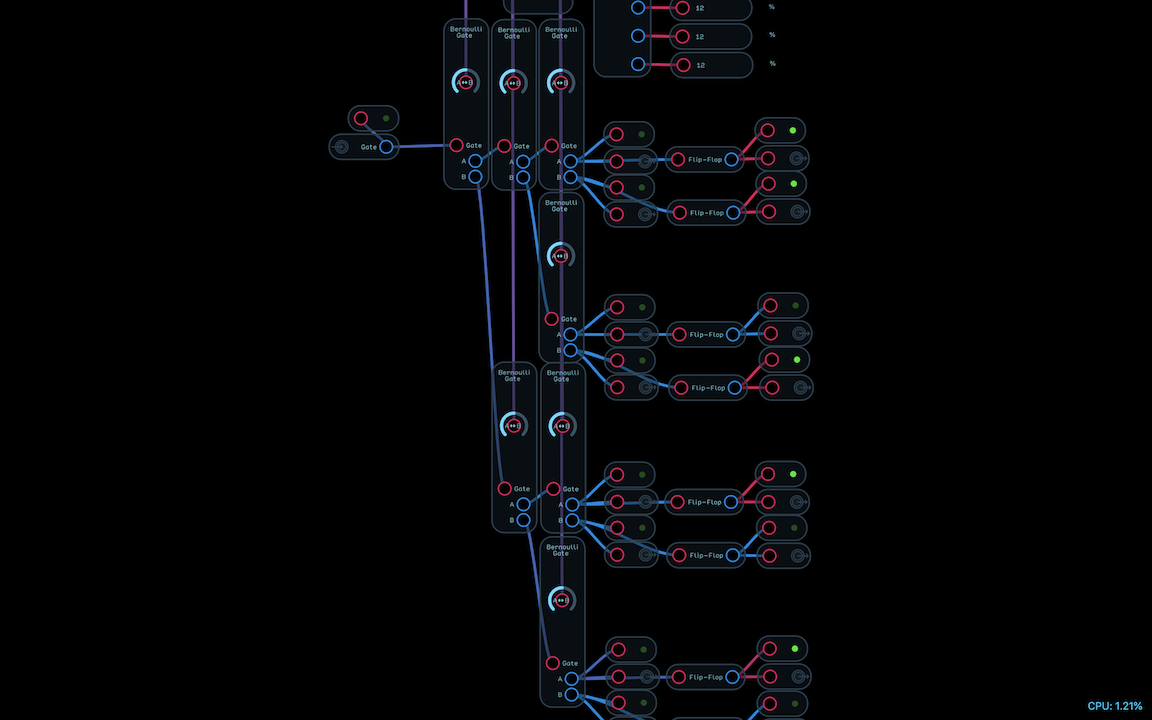 12 %
12 %
12 %
Bernoulli Gate Bernoulli Gate Bernoulli Gate
A↔B A↔B A↔B
Gate Gate Gate Gate
A A A Flip-Flop
B B B
Bernoulli Gate
Flip-Flop
A↔B
Gate
A Flip-Flop
B
Bernoulli Gate Bernoulli Gate
Flip-Flop
A↔B A↔B
Gate Gate
A A Flip-Flop
B B
Bernoulli Gate
Flip-Flop
A↔B
Gate
A Flip-Flop
B
CPU: 1.21%